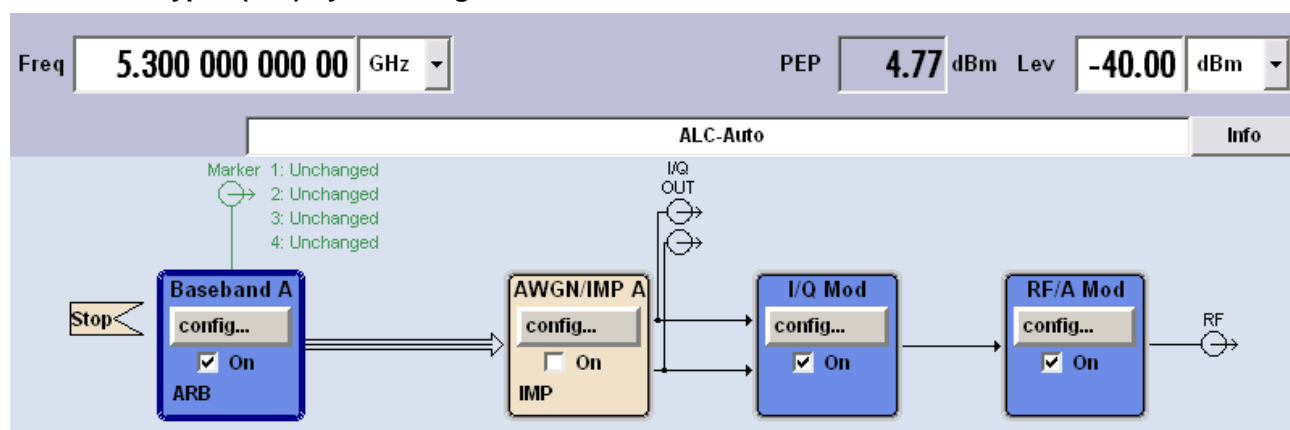 Freq 5.300 000 000 00 GHz PEP 4.77 dBm Lev -40.00 dBm
ALC-Auto Info
Marker 1: Unchanged
2: Unchanged
3: Unchanged
4: Unchanged
I/Q
OUT
Baseband A
config...
On
ARB
Stop
AWGN/IMP A
config...
On
IMP
I/Q Mod
config...
On
RF/A Mod
config...
On
RF